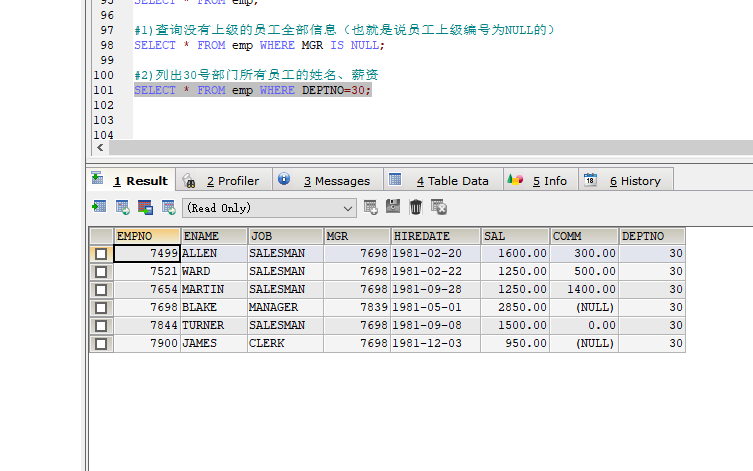 95 SELECT * FROM emp;
96
97 #1)查询没有上级的员工全部信息（也就是说员工上级编号为NULL的）
98 SELECT * FROM emp WHERE MGR IS NULL;
99
100 #2)列出30号部门所有员工的姓名、薪资
101 SELECT * FROM emp WHERE DEPTNO=30;
102
103
104
1 Result 2 Profiler 3 Messages 4 Table Data 5 Info 18 6 History
(Read Only)
EMPNO ENAME JOB MGR HIREDATE SAL COMM DEPTNO
7499 ALLEN SALESMAN 7698 1981-02-20 1600.00 300.00 30
7521 WARD SALESMAN 7698 1981-02-22 1250.00 500.00 30
7654 MARTIN SALESMAN 7698 1981-09-28 1250.00 1400.00 30
7698 BLAKE MANAGER 7839 1981-05-01 2850.00 (NULL) 30
7844 TURNER SALESMAN 7698 1981-09-08 1500.00 0.00 30
7900 JAMES CLERK 7698 1981-12-03 950.00 (NULL) 30